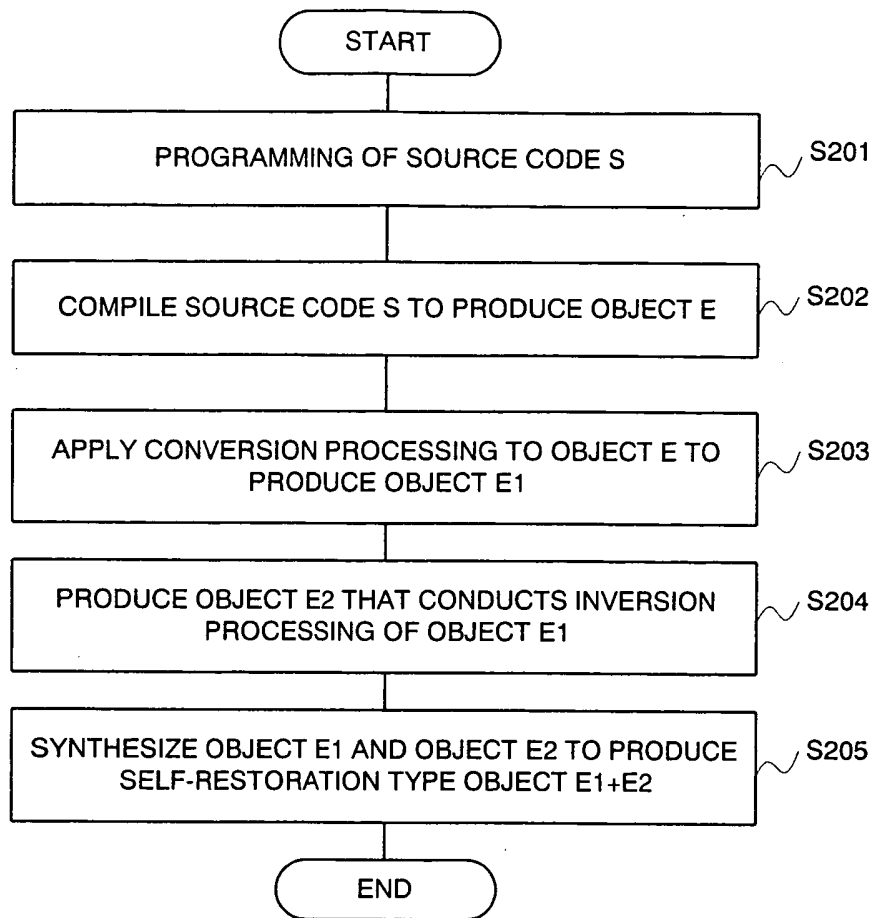 START
PROGRAMMING OF SOURCE CODE S
S201
COMPILE SOURCE CODE S TO PRODUCE OBJECT E
S202
APPLY CONVERSION PROCESSING TO OBJECT E TO
PRODUCE OBJECT E1
S203
PRODUCE OBJECT E2 THAT CONDUCTS INVERSION
PROCESSING OF OBJECT E1
S204
SYNTHESIZE OBJECT E1 AND OBJECT E2 TO PRODUCE
SELF-RESTORATION TYPE OBJECT E1+E2
S205
END